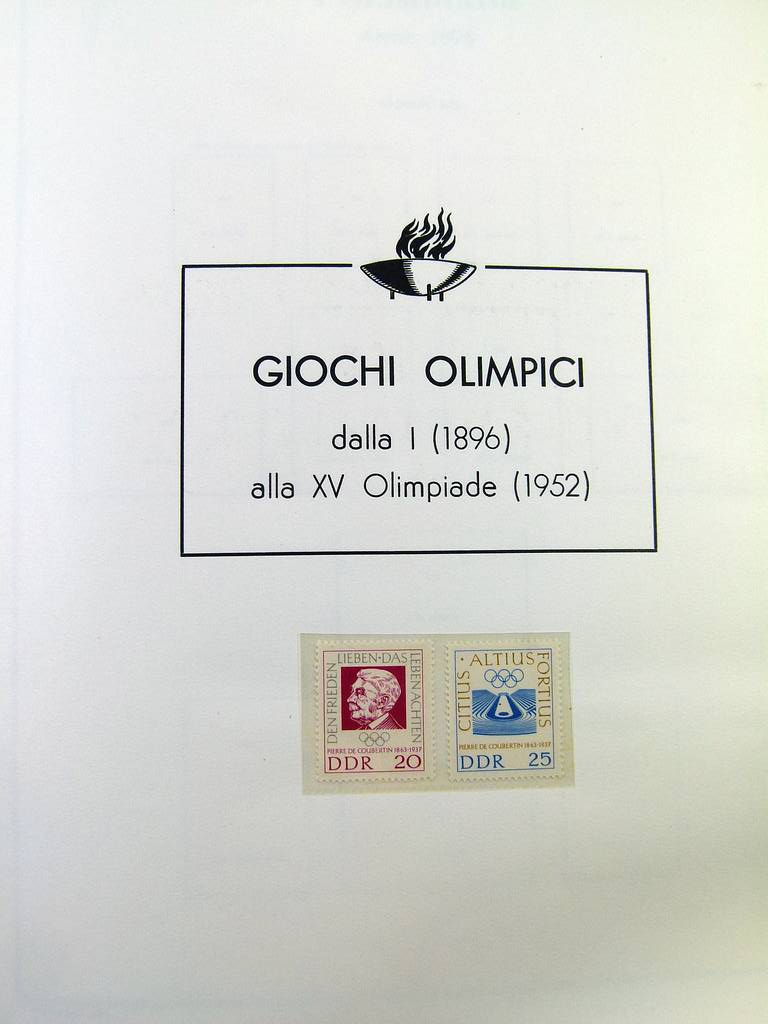 GIOCHI OLIMPICI
dalla I (1896)
alla XV Olimpiade (1952)
DEN FRIEDEN LIEBEN·DAS LEBEN ACHTEN
PIERRE DE COUBERTIN 1863-1937
DDR 20
CITIUS · ALTIUS FORTIUS
PIERRE DE COUBERTIN 1863-1937
DDR 25